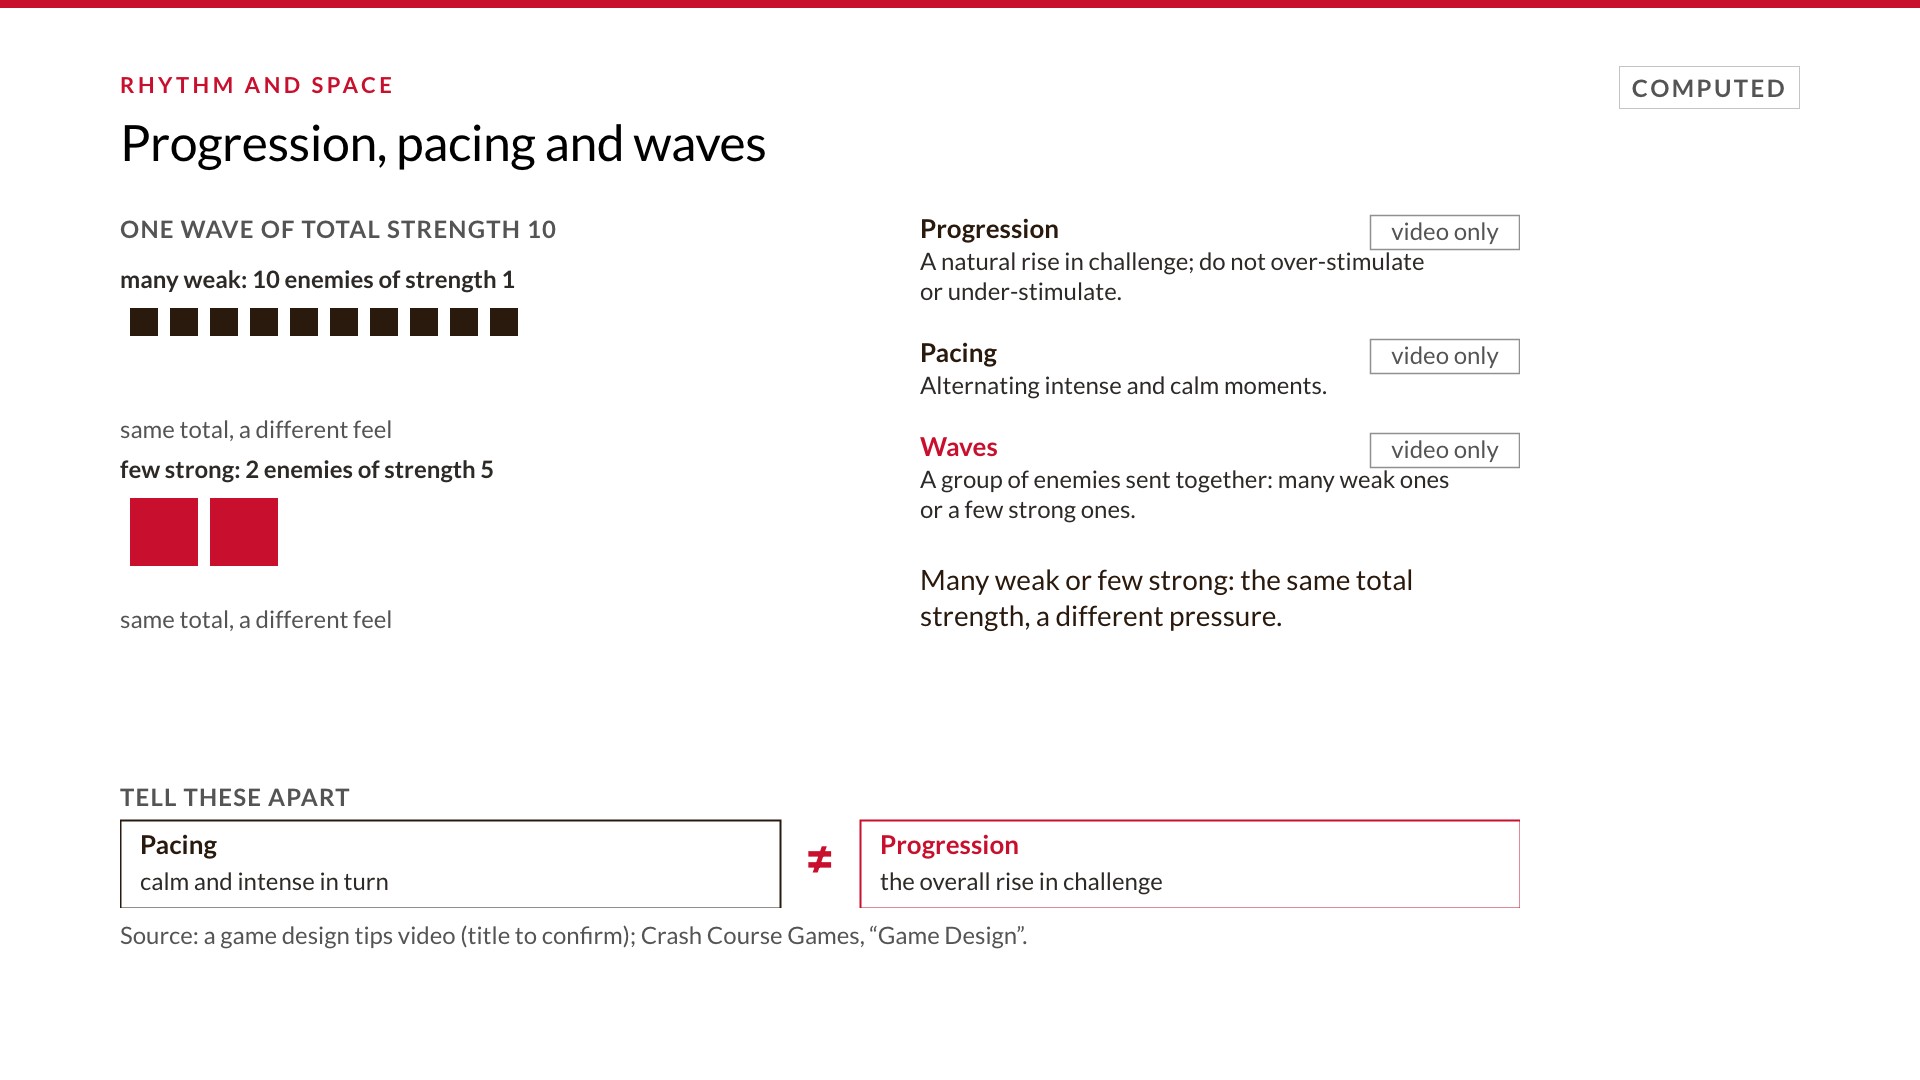 RHYTHM AND SPACE
COMPUTED
Progression, pacing and waves
ONE WAVE OF TOTAL STRENGTH 10
many weak: 10 enemies of strength 1
same total, a different feel
few strong: 2 enemies of strength 5
same total, a different feel
Progression
video only
A natural rise in challenge; do not over-stimulate
or under-stimulate.
Pacing
video only
Alternating intense and calm moments.
Waves
video only
A group of enemies sent together: many weak ones
or a few strong ones.
Many weak or few strong: the same total
strength, a different pressure.
TELL THESE APART
Pacing
calm and intense in turn
≠
Progression
the overall rise in challenge
Source: a game design tips video (title to confirm); Crash Course Games, “Game Design”.